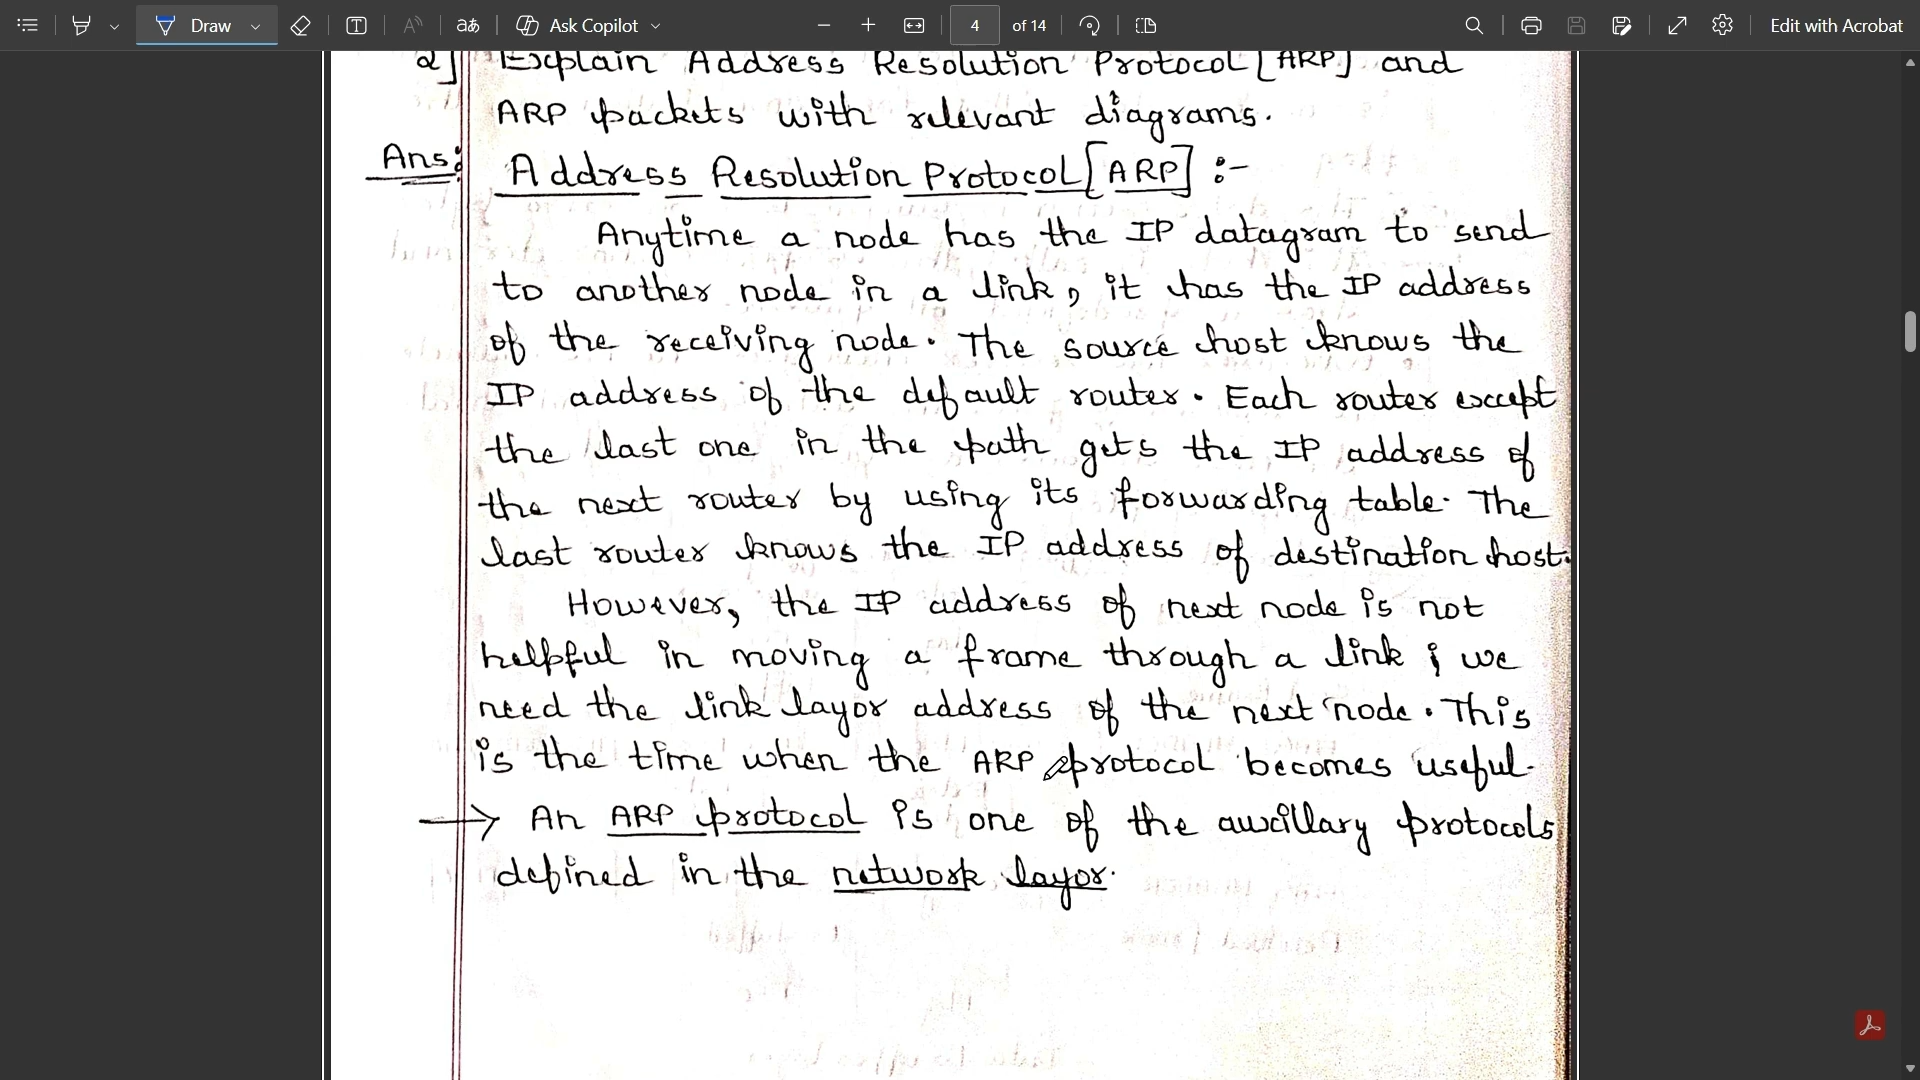 Draw
aあ
Ask Copilot
4 of 14
Edit with Acrobat
2] Explain Address Resolution Protocol [ARP] and
ARP packets with relevant diagrams.
Ans: Address Resolution Protocol [ARP] :-
Anytime a node has the IP datagram to send
to another node in a link, it has the IP address
of the receiving node. The source host knows the
IP address of the default router. Each router except
the last one in the path gets the IP address of
the next router by using its forwarding table. The
last router knows the IP address of destination host.
However, the IP address of next node is not
helpful in moving a frame through a link ; we
need the link layor address of the next node. This
is the time when the ARP protocol becomes useful.
→ An ARP protocol is one of the auxillary protocols
defined in the network layor.